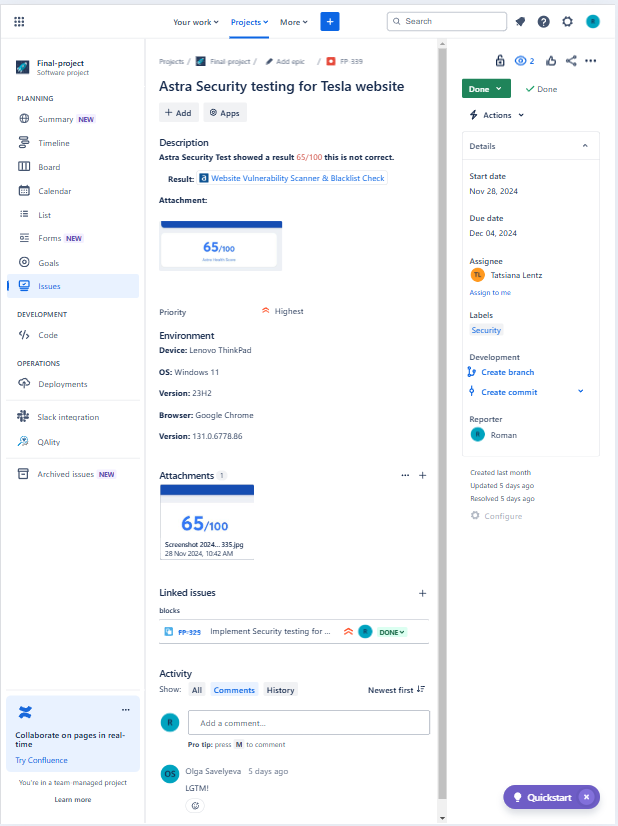 Your work
Projects
More
+
Search
R
Final-project
Software project
PLANNING
Summary NEW
Timeline
Board
Calendar
List
Forms NEW
Goals
Issues
DEVELOPMENT
Code
OPERATIONS
Deployments
Slack integration
QAlity
Archived issues NEW
Collaborate on pages in real-
time
Try Confluence
You're in a team-managed project
Learn more
Projects / Final-project / Add epic / FP-339
Astra Security testing for Tesla website
+ Add
Apps
Description
Astra Security Test showed a result 65/100 this is not correct.
Result: Website Vulnerability Scanner & Blacklist Check
Attachment:
65/100
Astra Health Score
Priority
Highest
Environment
Device: Lenovo ThinkPad
OS: Windows 11
Version: 23H2
Browser: Google Chrome
Version: 131.0.6778.86
Attachments 1
65/100
Screenshot 2024... 335.jpg
28 Nov 2024, 10:42 AM
Linked issues
blocks
FP-325 Implement Security testing for ... R DONE
Activity
Show: All Comments History Newest first
R
Add a comment...
Pro tip: press M to comment
OS
Olga Savelyeva 5 days ago
LGTM!
2
Done
Done
Actions
Details
Start date
Nov 28, 2024
Due date
Dec 04, 2024
Assignee
TL Tatsiana Lentz
Assign to me
Labels
Security
Development
Create branch
Create commit
Reporter
R Roman
Created last month
Updated 5 days ago
Resolved 5 days ago
Configure
Quickstart